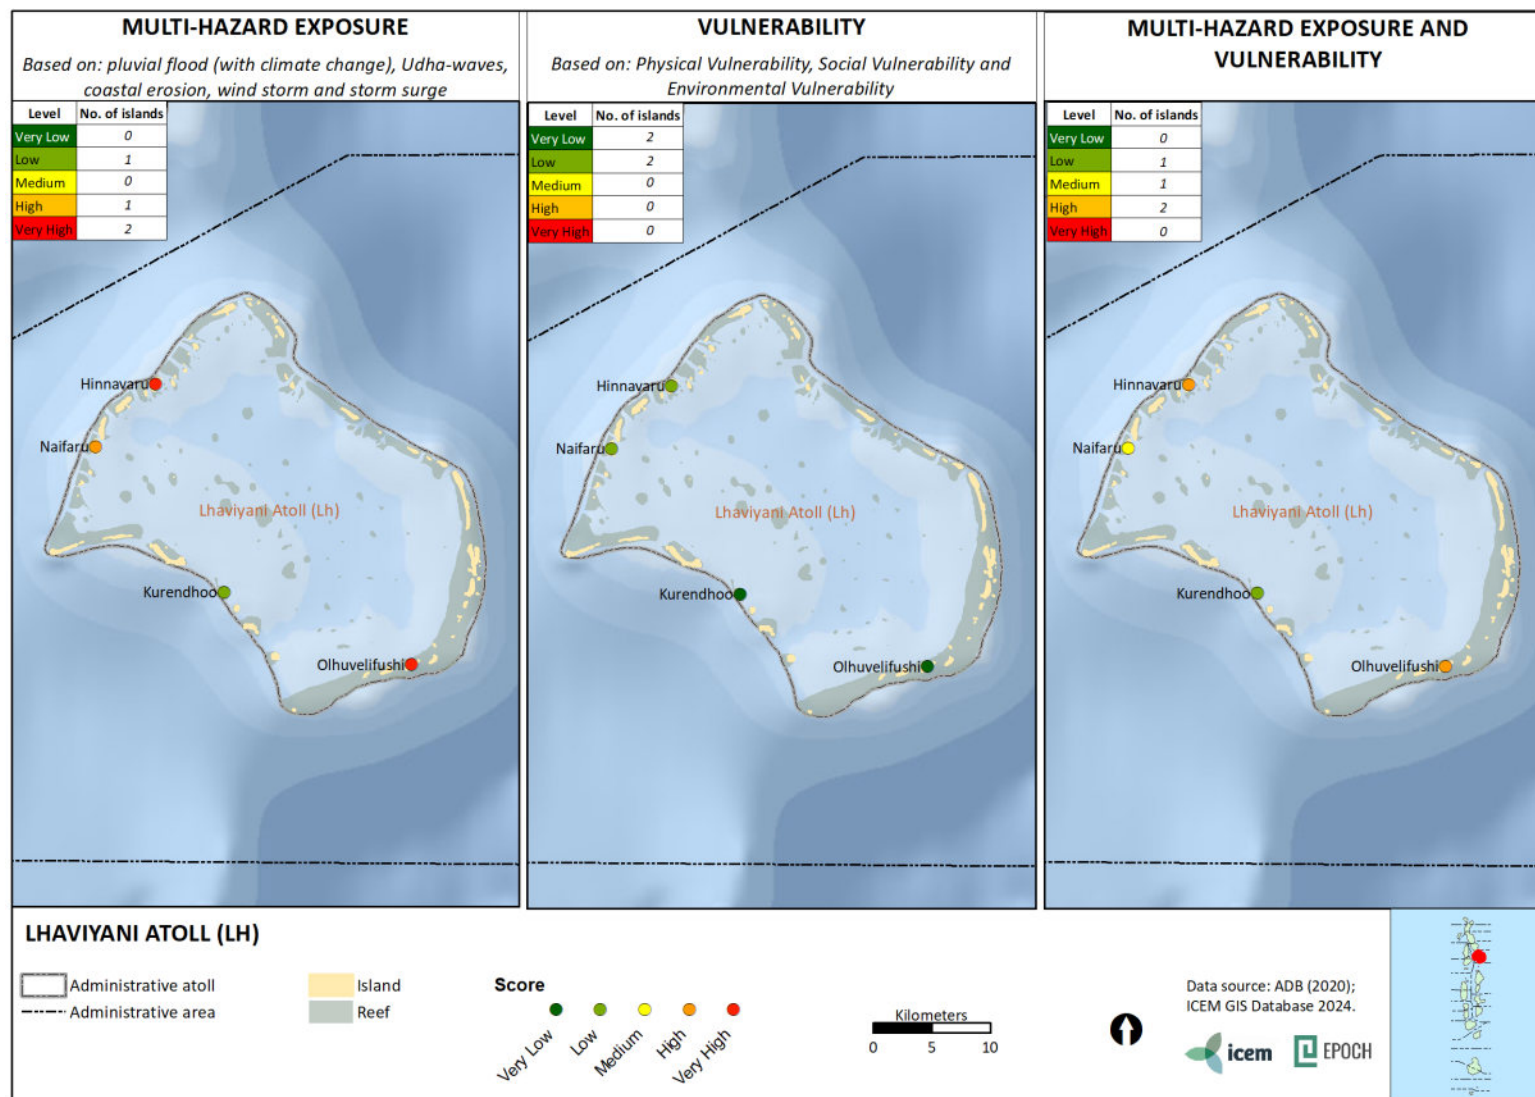 MULTI-HAZARD EXPOSURE
Based on: pluvial flood (with climate change), Udha-waves,
coastal erosion, wind storm and storm surge
Level No. of islands
Very Low 0
Low 1
Medium 0
High 1
Very High 2
Hinnavaru
Naifaru
Lhaviyani Atoll (Lh)
Kurendhoo
Olhuvelifushi
VULNERABILITY
Based on: Physical Vulnerability, Social Vulnerability and
Environmental Vulnerability
Level No. of islands
Very Low 2
Low 2
Medium 0
High 0
Very High 0
Hinnavaru
Naifaru
Lhaviyani Atoll (Lh)
Kurendhoo
Olhuvelifushi
MULTI-HAZARD EXPOSURE AND
VULNERABILITY
Level No. of islands
Very Low 0
Low 1
Medium 1
High 2
Very High 0
Hinnavaru
Naifaru
Lhaviyani Atoll (Lh)
Kurendhoo
Olhuvelifushi
LHAVIYANI ATOLL (LH)
Administrative atoll
Administrative area
Island
Reef
Score
Very Low
Low
Medium
High
Very High
Kilometers
0 5 10
Data source: ADB (2020);
ICEM GIS Database 2024.
icem
EPOCH